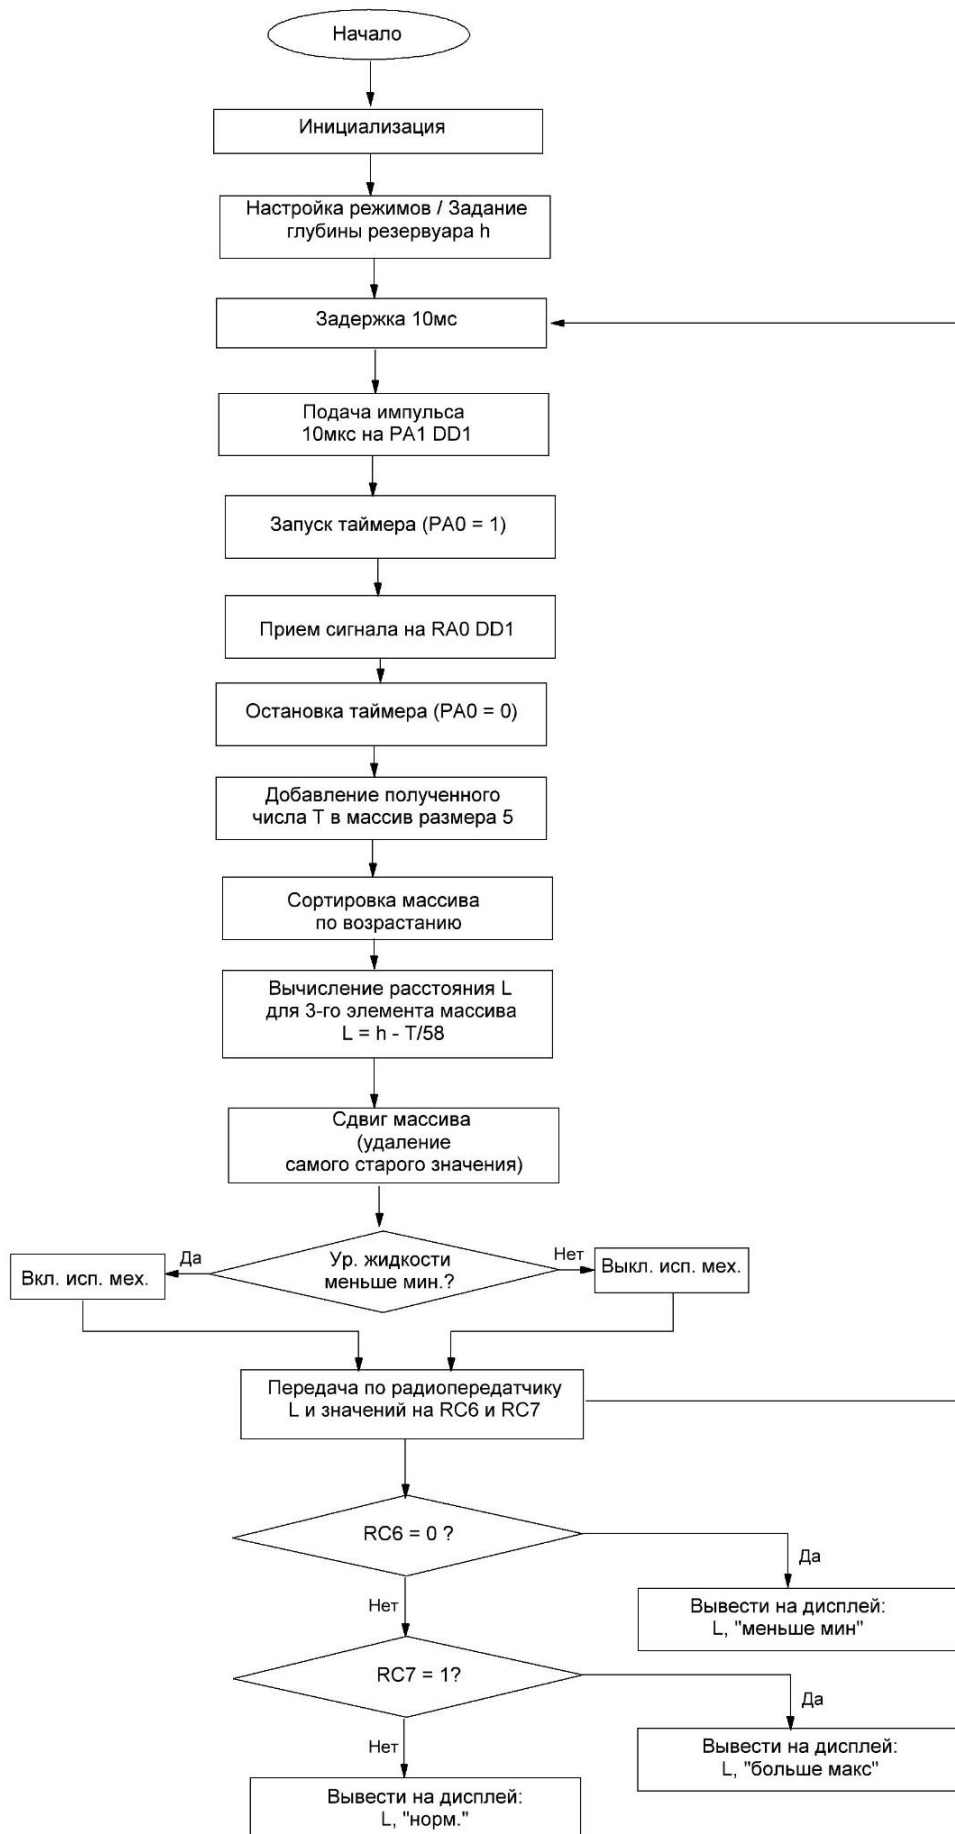 Начало
Инициализация
Настройка режимов / Задание
глубины резервуара h
Задержка 10мс
Подача импульса
10мкс на PA1 DD1
Запуск таймера (PA0 = 1)
Прием сигнала на RA0 DD1
Остановка таймера (PA0 = 0)
Добавление полученного
числа Т в массив размера 5
Сортировка массива
по возрастанию
Вычисление расстояния L
для 3-го элемента массива
L = h - T/58
Сдвиг массива
(удаление
самого старого значения)
Ур. жидкости
меньше мин.?
Да
Нет
Вкл. исп. мех.
Выкл. исп. мех.
Передача по радиопередатчику
L и значений на RC6 и RC7
RC6 = 0 ?
Да
Нет
Вывести на дисплей:
L, "меньше мин"
RC7 = 1?
Да
Нет
Вывести на дисплей:
L, "больше макс"
Вывести на дисплей:
L, "норм."